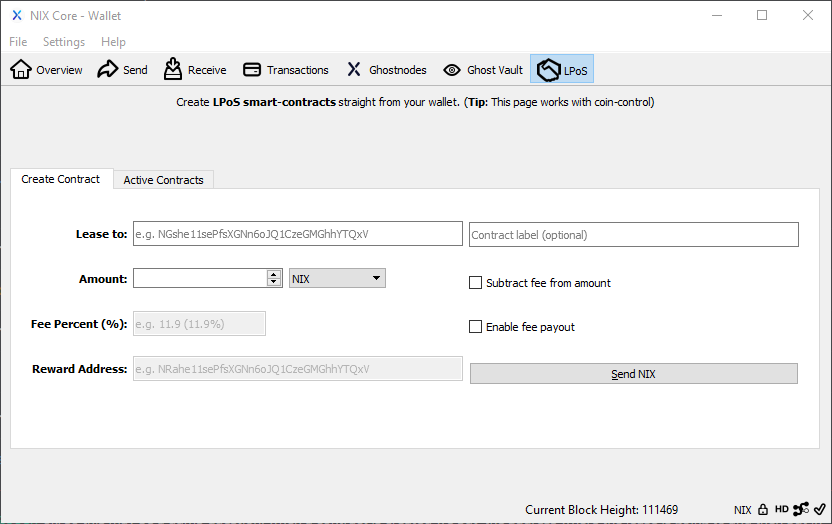 NIX Core - Wallet
File Settings Help
Overview Send Receive Transactions Ghostnodes Ghost Vault LPoS
Create LPoS smart-contracts straight from your wallet. (Tip: This page works with coin-control)
Create Contract Active Contracts
Lease to: e.g. NGshe11sePfsXGNn6oJQ1CzeGMGhhYTQxV Contract label (optional)
Amount: NIX Subtract fee from amount
Fee Percent (%): e.g. 11.9 (11.9%) Enable fee payout
Reward Address: e.g. NRahe11sePfsXGNn6oJQ1CzeGMGhhYTQxV Send NIX
Current Block Height: 111469 NIX HD